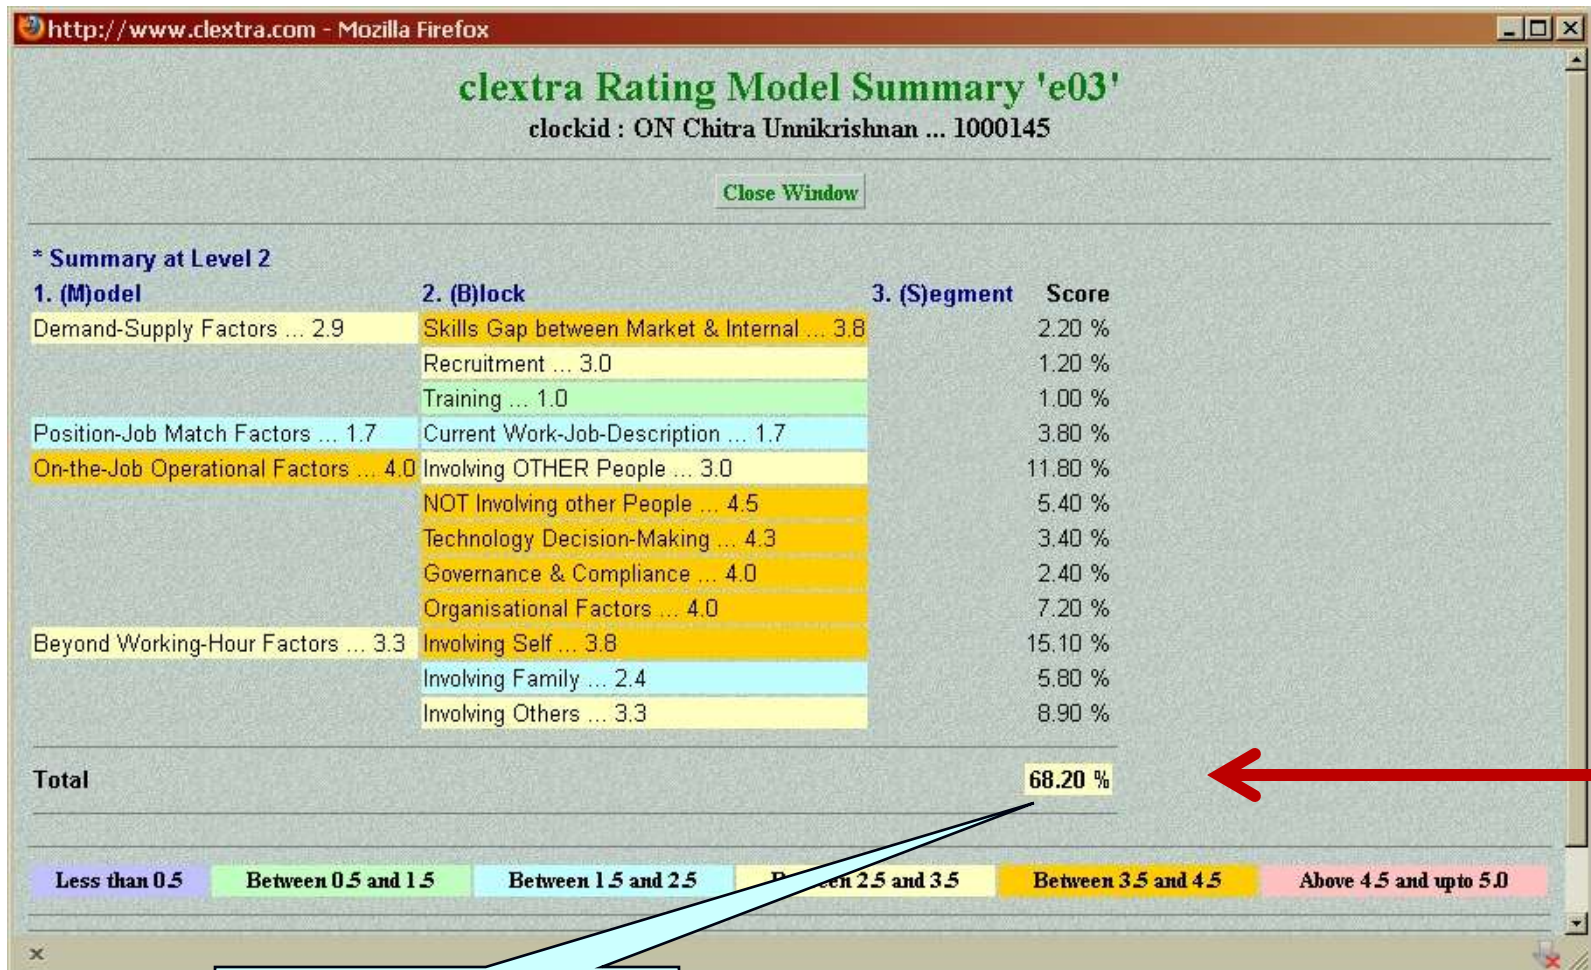 http://www.clextra.com - Mozilla Firefox
clextra Rating Model Summary 'e03'
clockid : ON Chitra Unnikrishnan ... 1000145
Close Window
* Summary at Level 2
1. (M)odel 2. (B)lock 3. (S)egment Score
Demand-Supply Factors ... 2.9 Skills Gap between Market & Internal ... 3.8 2.20 %
Recruitment ... 3.0 1.20 %
Training ... 1.0 1.00 %
Position-Job Match Factors ... 1.7 Current Work-Job-Description ... 1.7 3.80 %
On-the-Job Operational Factors ... 4.0 Involving OTHER People ... 3.0 11.80 %
NOT Involving other People ... 4.5 5.40 %
Technology Decision-Making ... 4.3 3.40 %
Governance & Compliance ... 4.0 2.40 %
Organisational Factors ... 4.0 7.20 %
Beyond Working-Hour Factors ... 3.3 Involving Self ... 3.8 15.10 %
Involving Family ... 2.4 5.80 %
Involving Others ... 3.3 8.90 %
Total 68.20 %
Less than 0.5 Between 0.5 and 1.5 Between 1.5 and 2.5 2.5 and 3.5 Between 3.5 and 4.5 Above 4.5 and upto 5.0